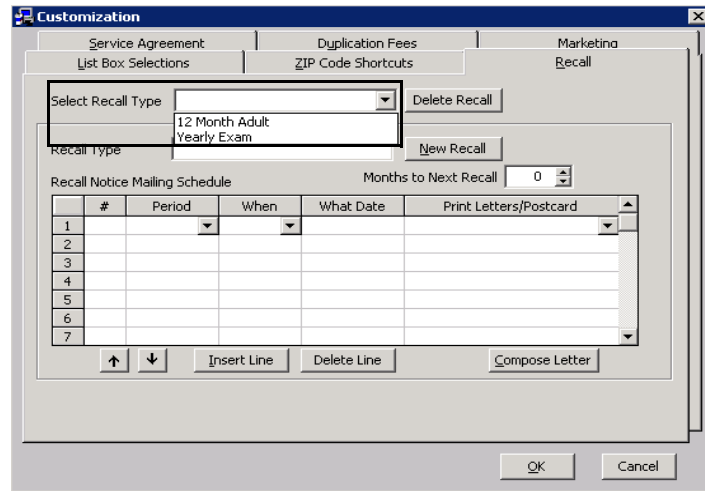 Customization
Service Agreement Duplication Fees Marketing
List Box Selections ZIP Code Shortcuts Recall
Select Recall Type Delete Recall
12 Month Adult
Yearly Exam
Recall Type New Recall
Recall Notice Mailing Schedule Months to Next Recall 0
# Period When What Date Print Letters/Postcard
1
2
3
4
5
6
7
Insert Line Delete Line Compose Letter
OK Cancel